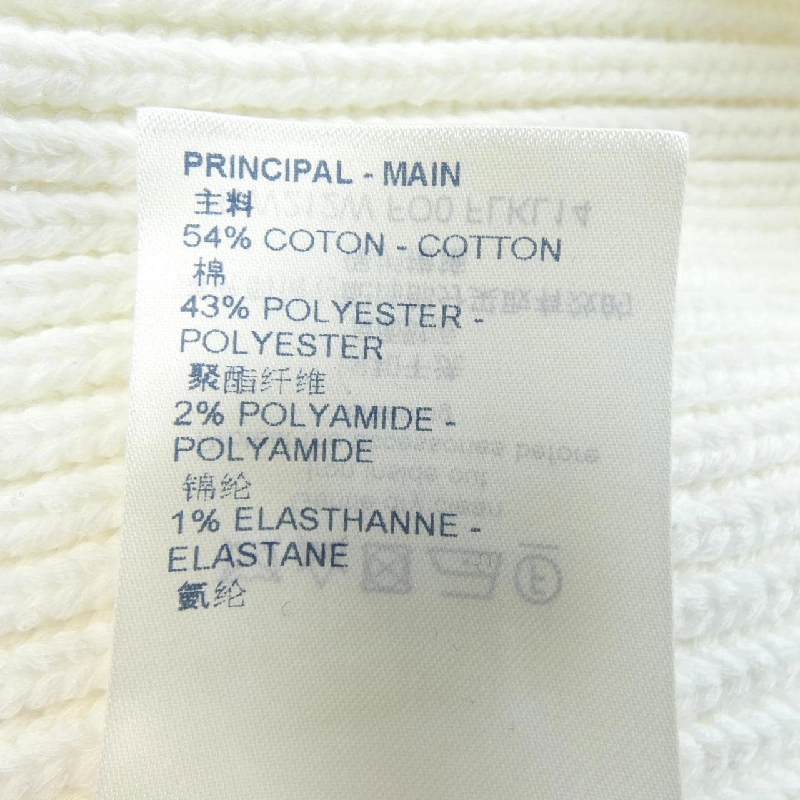 PRINCIPAL - MAIN
主料
54% COTON - COTTON
棉
43% POLYESTER -
POLYESTER
聚酯纤维
2% POLYAMIDE -
POLYAMIDE
锦纶
1% ELASTHANNE -
ELASTANE
氨纶